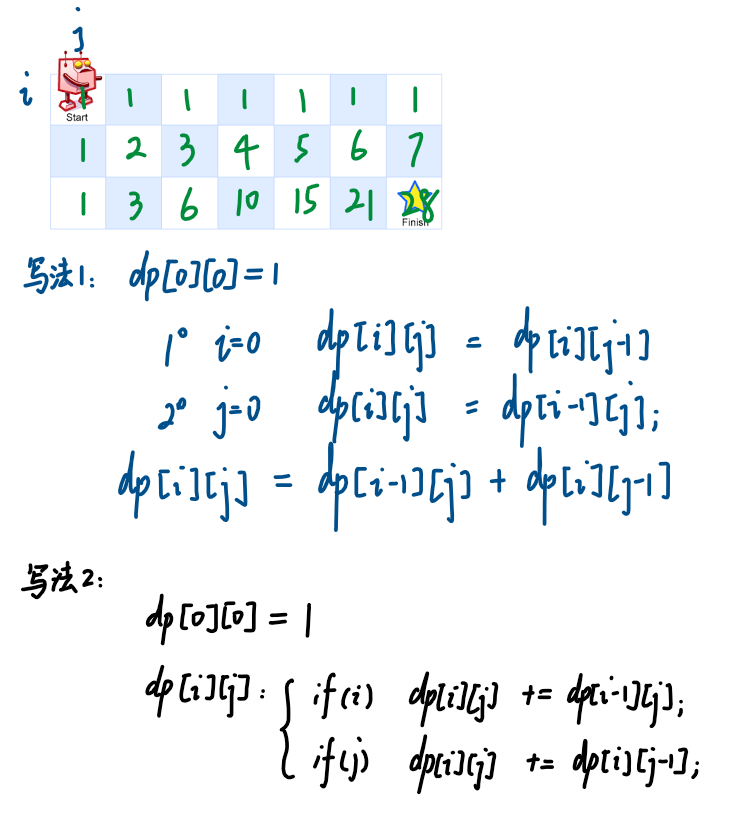 j
i 1 1 1 1 1 1 1
Start
1 2 3 4 5 6 7
1 3 6 10 15 21 28
Finish
写法1: dp[0][0]=1
1° i=0 dp[i][j] = dp[i][j-1]
2° j=0 dp[i][j] = dp[i-1][j];
dp[i][j] = dp[i-1][j] + dp[i][j-1]
写法2:
dp[0][0] = 1
dp[i][j]: { if(i) dp[i][j] += dp[i-1][j];
if(j) dp[i][j] += dp[i][j-1];